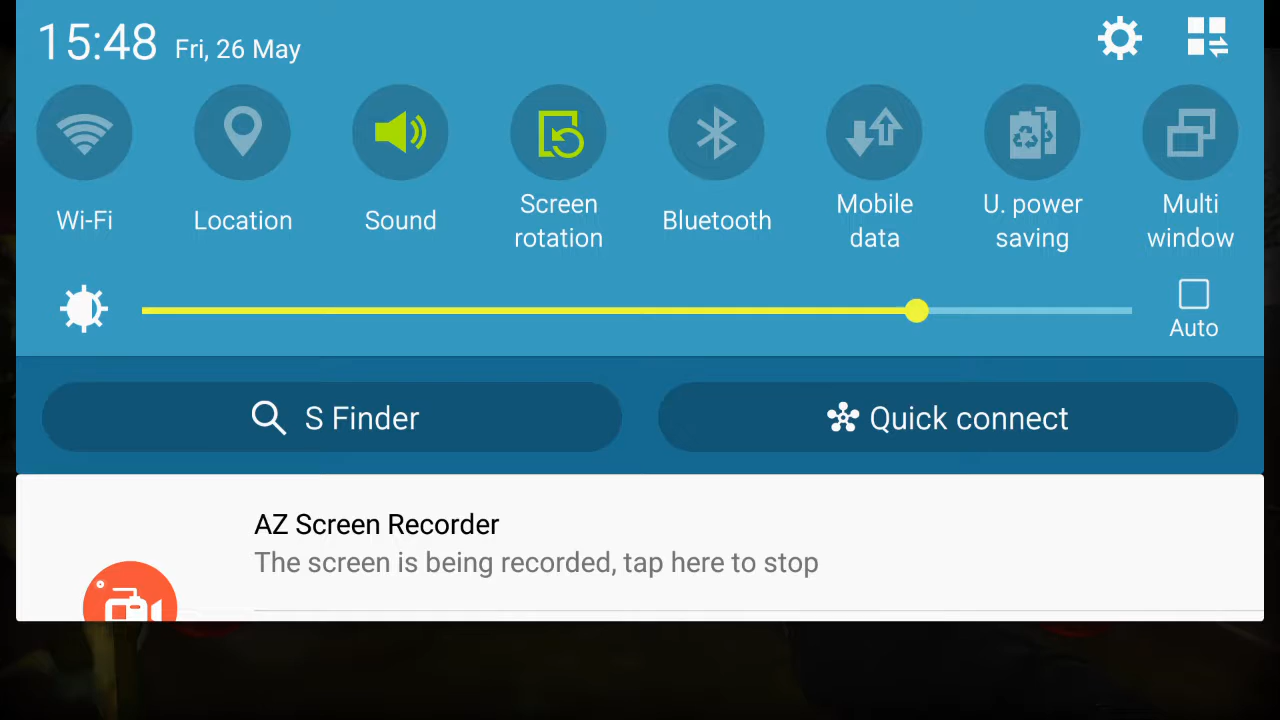 15:48 Fri, 26 May
Wi-Fi
Location
Sound
Screen
rotation
Bluetooth
Mobile
data
U. power
saving
Multi
window
Auto
S Finder
Quick connect
AZ Screen Recorder
The screen is being recorded, tap here to stop